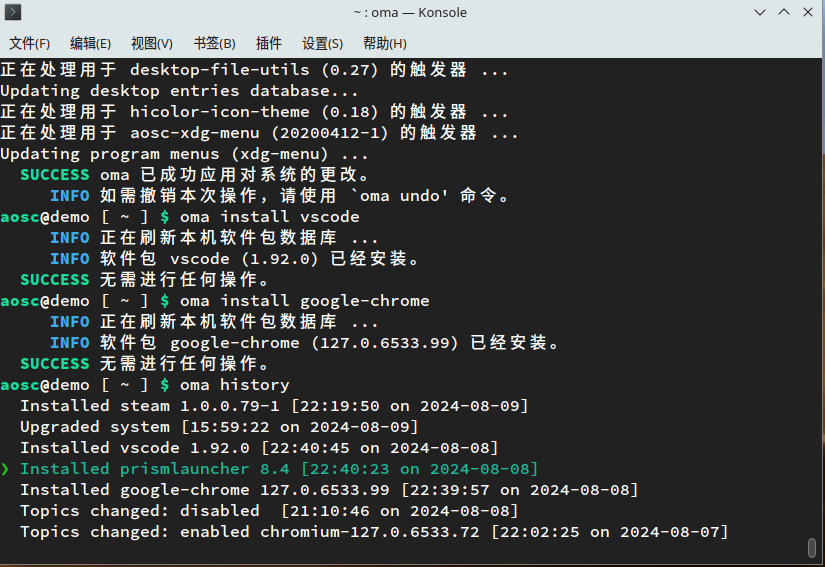 ~ : oma — Konsole
文件(F) 编辑(E) 视图(V) 书签(B) 插件 设置(S) 帮助(H)
正在处理用于 desktop-file-utils (0.27) 的触发器 ...
Updating desktop entries database...
正在处理用于 hicolor-icon-theme (0.18) 的触发器 ...
正在处理用于 aosc-xdg-menu (20200412-1) 的触发器 ...
Updating program menus (xdg-menu) ...
SUCCESS oma 已成功应用对系统的更改。
INFO 如需撤销本次操作，请使用 `oma undo' 命令。
aosc@demo [ ~ ] $ oma install vscode
INFO 正在刷新本机软件包数据库 ...
INFO 软件包 vscode (1.92.0) 已经安装。
SUCCESS 无需进行任何操作。
aosc@demo [ ~ ] $ oma install google-chrome
INFO 正在刷新本机软件包数据库 ...
INFO 软件包 google-chrome (127.0.6533.99) 已经安装。
SUCCESS 无需进行任何操作。
aosc@demo [ ~ ] $ oma history
Installed steam 1.0.0.79-1 [22:19:50 on 2024-08-09]
Upgraded system [15:59:22 on 2024-08-09]
Installed vscode 1.92.0 [22:40:45 on 2024-08-08]
❯ Installed prismlauncher 8.4 [22:40:23 on 2024-08-08]
Installed google-chrome 127.0.6533.99 [22:39:57 on 2024-08-08]
Topics changed: disabled  [21:10:46 on 2024-08-08]
Topics changed: enabled chromium-127.0.6533.72 [22:02:25 on 2024-08-07]